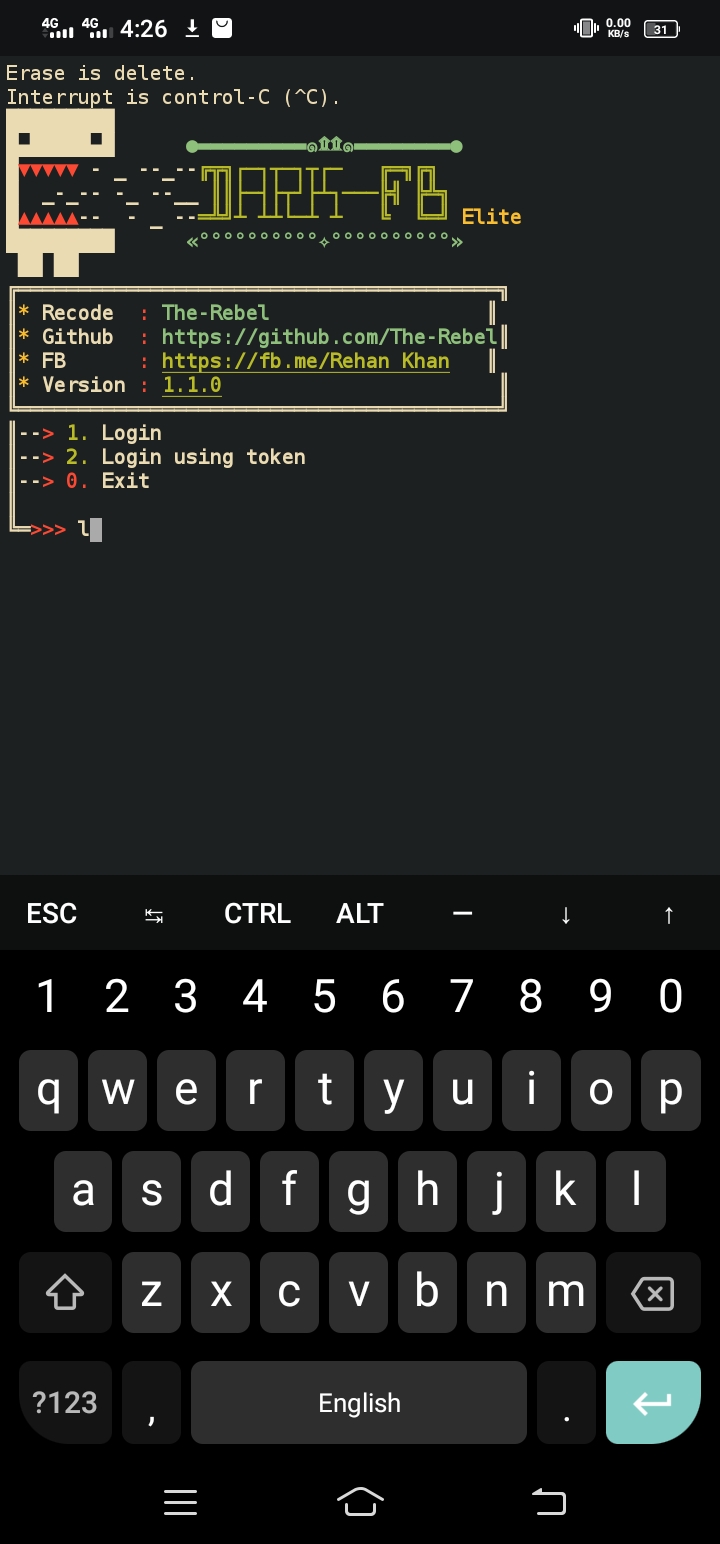 4G 4G 4:26 0.00 KB/s 31
Erase is delete.
Interrupt is control-C (^C).
DARK-FB Elite
* Recode : The-Rebel
* Github : https://github.com/The-Rebel
* FB : https://fb.me/Rehan Khan
* Version : 1.1.0
--> 1. Login
--> 2. Login using token
--> 0. Exit
>>> l
ESC ↹ CTRL ALT – ↓ ↑
1 2 3 4 5 6 7 8 9 0
q w e r t y u i o p
a s d f g h j k l
z x c v b n m
?123 , English .